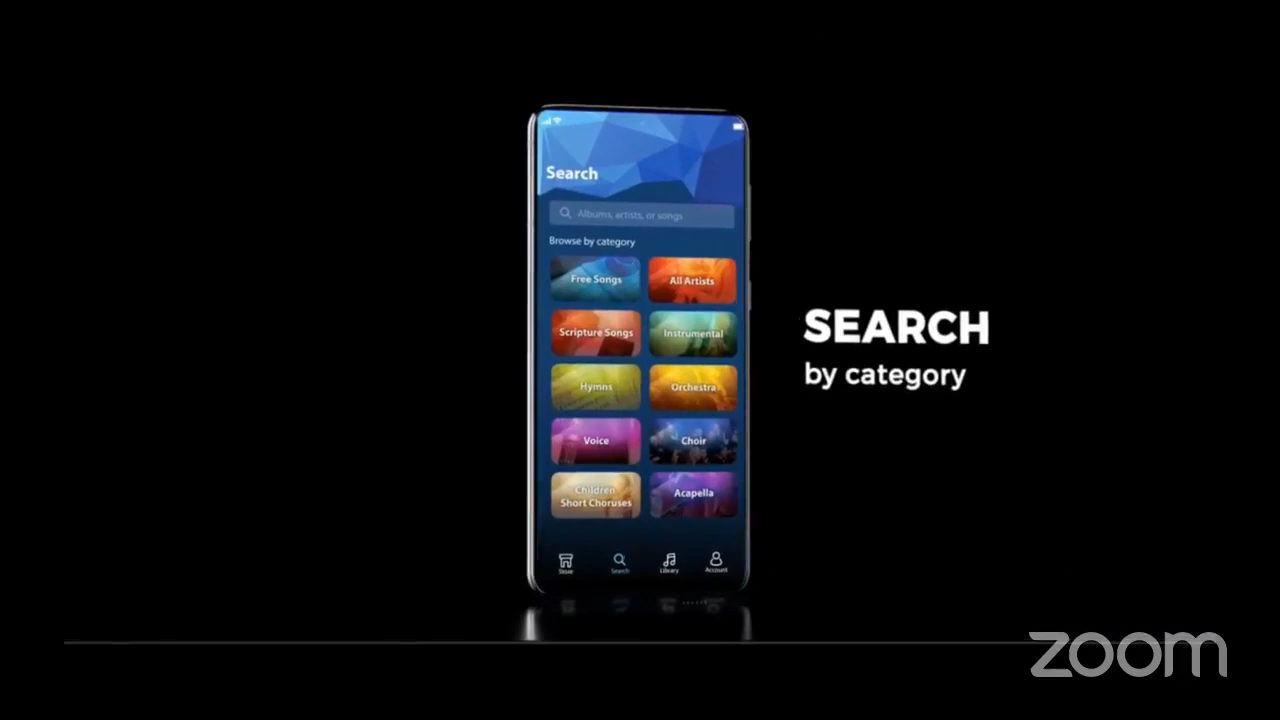 Search
Albums, artists, or songs
Browse by category
Free Songs
All Artists
Scripture Songs
Instrumental
Hymns
Orchestra
Voice
Choir
Children
Short Choruses
Acapella
Store
Search
Library
Account
SEARCH
by category
zoom